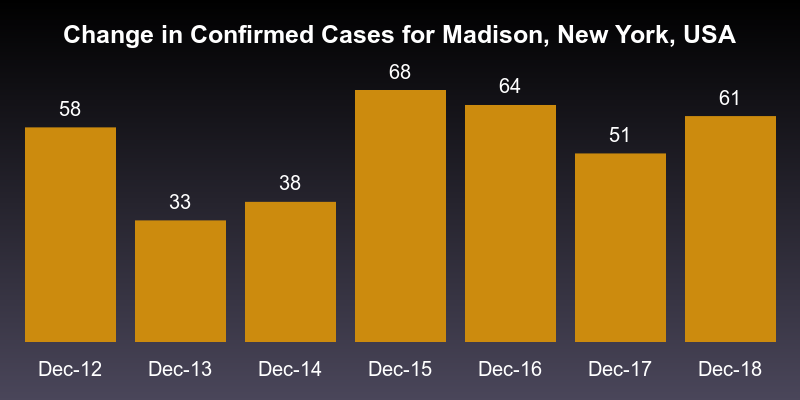 Change in Confirmed Cases for Madison, New York, USA
58 33 38 68 64 51 61
Dec-12 Dec-13 Dec-14 Dec-15 Dec-16 Dec-17 Dec-18